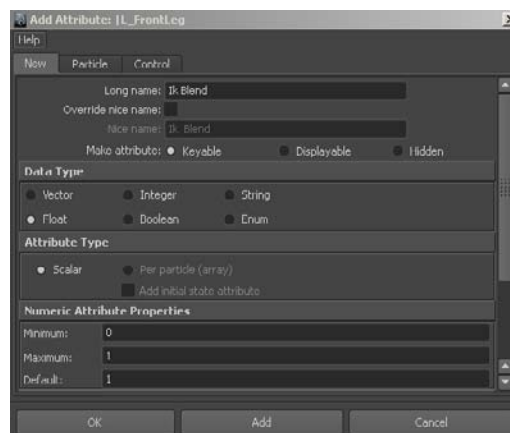 Add Attribute: |L_FrontLeg
Help
New Particle Control
Long name: Ik Blend
Override nice name:
Nice name: Ik Blend
Make attribute: Keyable Displayable Hidden
Data Type
Vector Integer String
Float Boolean Enum
Attribute Type
Scalar Per particle (array)
Add initial state attribute
Numeric Attribute Properties
Minimum: 0
Maximum: 1
Default: 1
OK Add Cancel